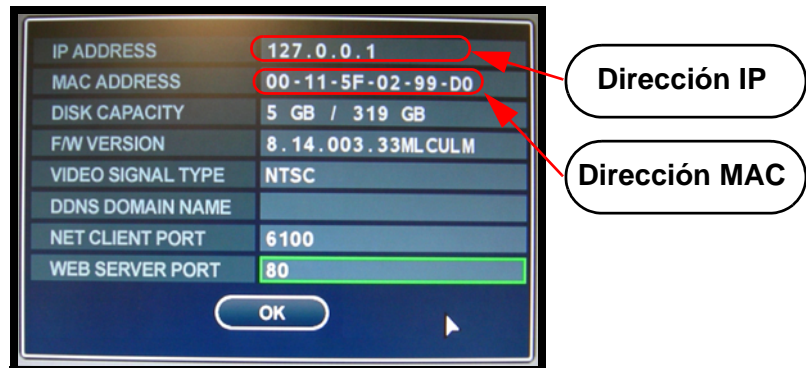 IP ADDRESS 127.0.0.1
MAC ADDRESS 00-11-5F-02-99-D0
DISK CAPACITY 5 GB / 319 GB
F/W VERSION 8.14.003.33MLCULM
VIDEO SIGNAL TYPE NTSC
DDNS DOMAIN NAME
NET CLIENT PORT 6100
WEB SERVER PORT 80
OK
Dirección IP
Dirección MAC